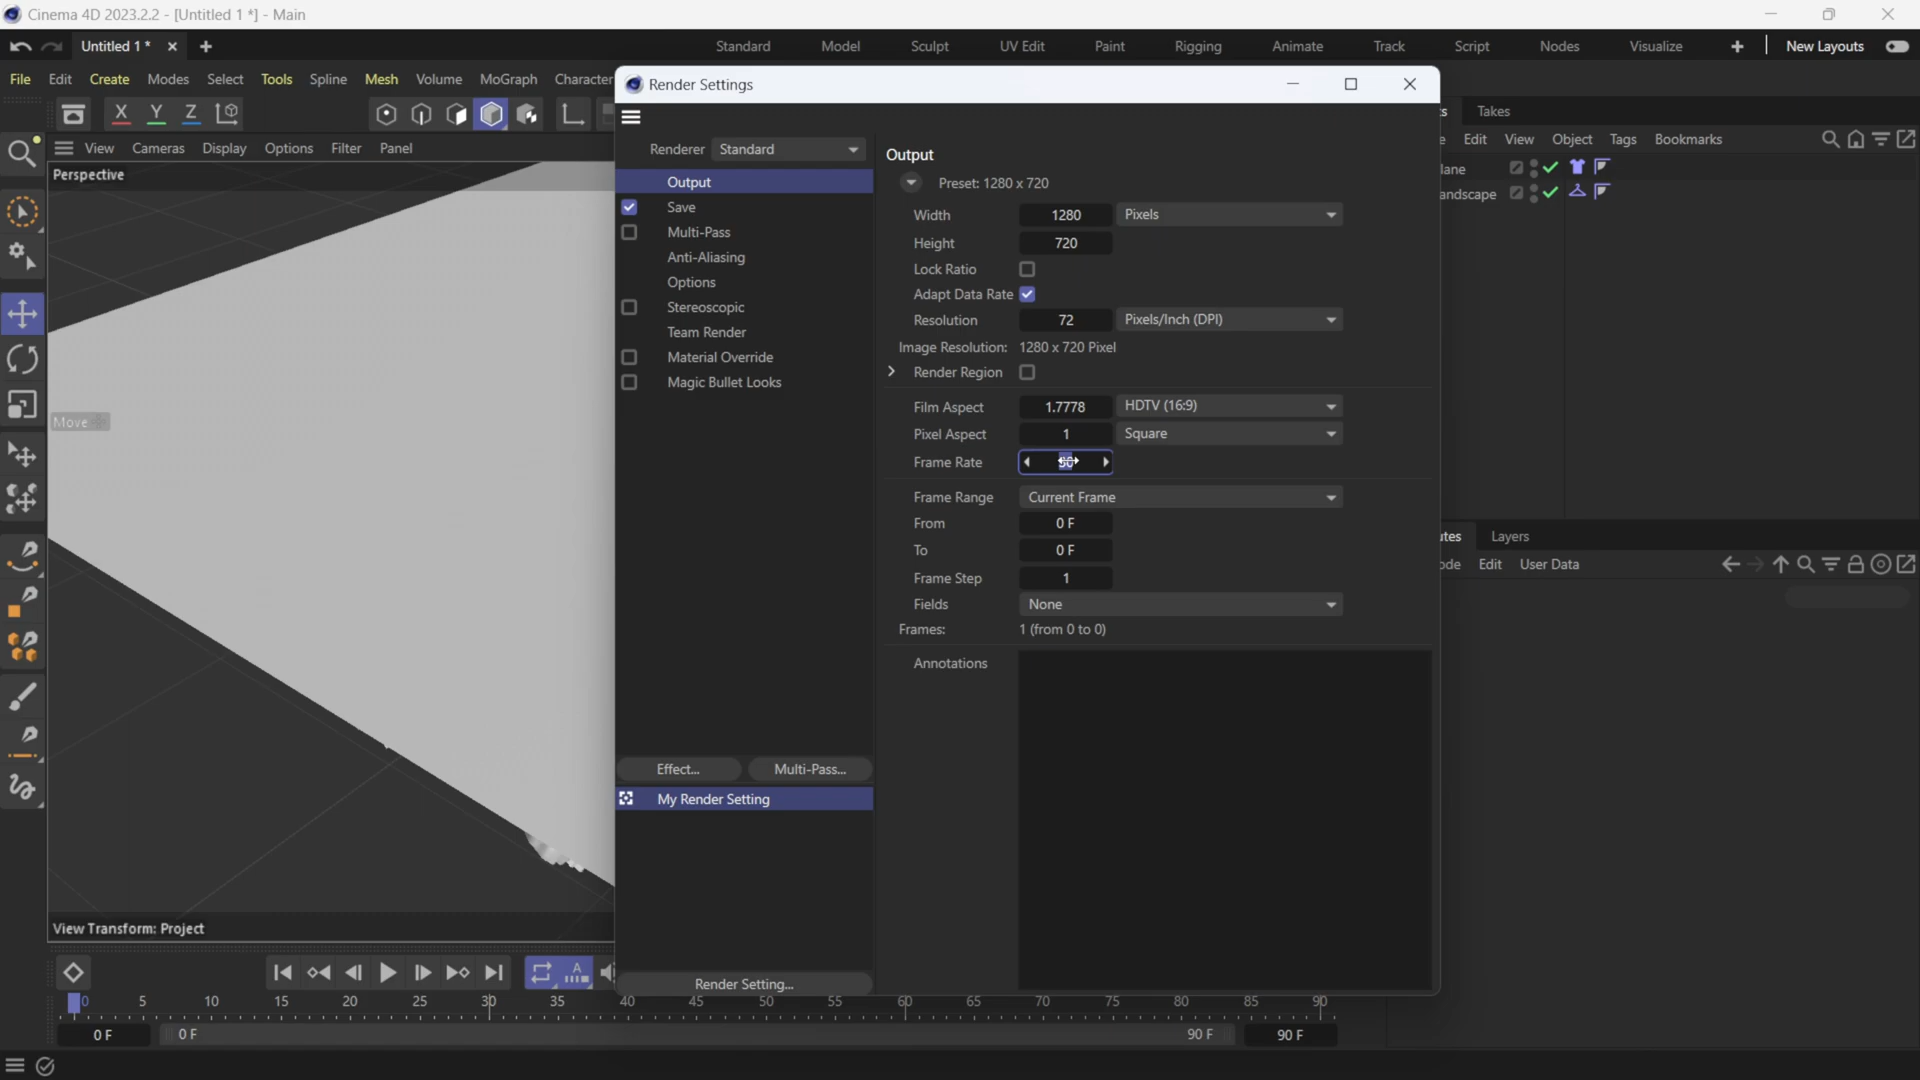 Cinema 4D 2023.2.2 - [Untitled 1 *] - Main
Untitled 1 *
Standard Model Sculpt UV Edit Paint Rigging Animate Track Script Nodes Visualize New Layouts
File Edit Create Modes Select Tools Spline Mesh Volume MoGraph Character
Render Settings
X Y Z
Takes
View Cameras Display Options Filter Panel
Edit View Object Tags Bookmarks
Perspective
Renderer Standard
Output
Save
Multi-Pass
Anti-Aliasing
Options
Stereoscopic
Team Render
Material Override
Magic Bullet Looks
Output
Preset: 1280 x 720
Width 1280 Pixels
Height 720
Lock Ratio
Adapt Data Rate
Resolution 72 Pixels/Inch (DPI)
Image Resolution: 1280 x 720 Pixel
Render Region
Film Aspect 1.7778 HDTV (16:9)
Pixel Aspect 1 Square
Frame Rate
Frame Range Current Frame
From 0 F
To 0 F
Frame Step 1
Fields None
Frames: 1 (from 0 to 0)
Annotations
lane
andscape
utes Layers
ode Edit User Data
Move
Effect... Multi-Pass...
My Render Setting
Render Setting...
View Transform: Project
A
0 5 10 15 20 25 30 35 40 45 50 55 60 65 70 75 80 85 90
0 F 0 F 90 F 90 F